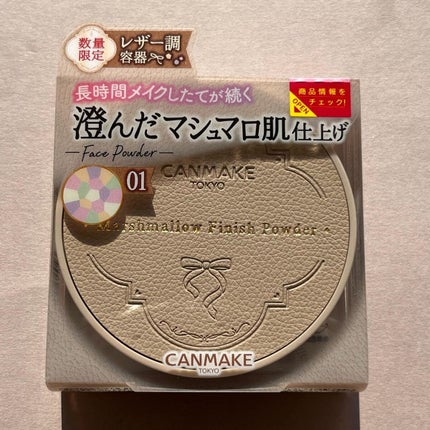 数量
限定
レザー調
容器
長時間メイクしたてが続く
商品情報を
チェック!
OPEN
澄んだマシュマロ肌仕上げ
Face Powder
01
CANMAKE
TOKYO
Marshmallow Finish Powder
CANMAKE
TOKYO